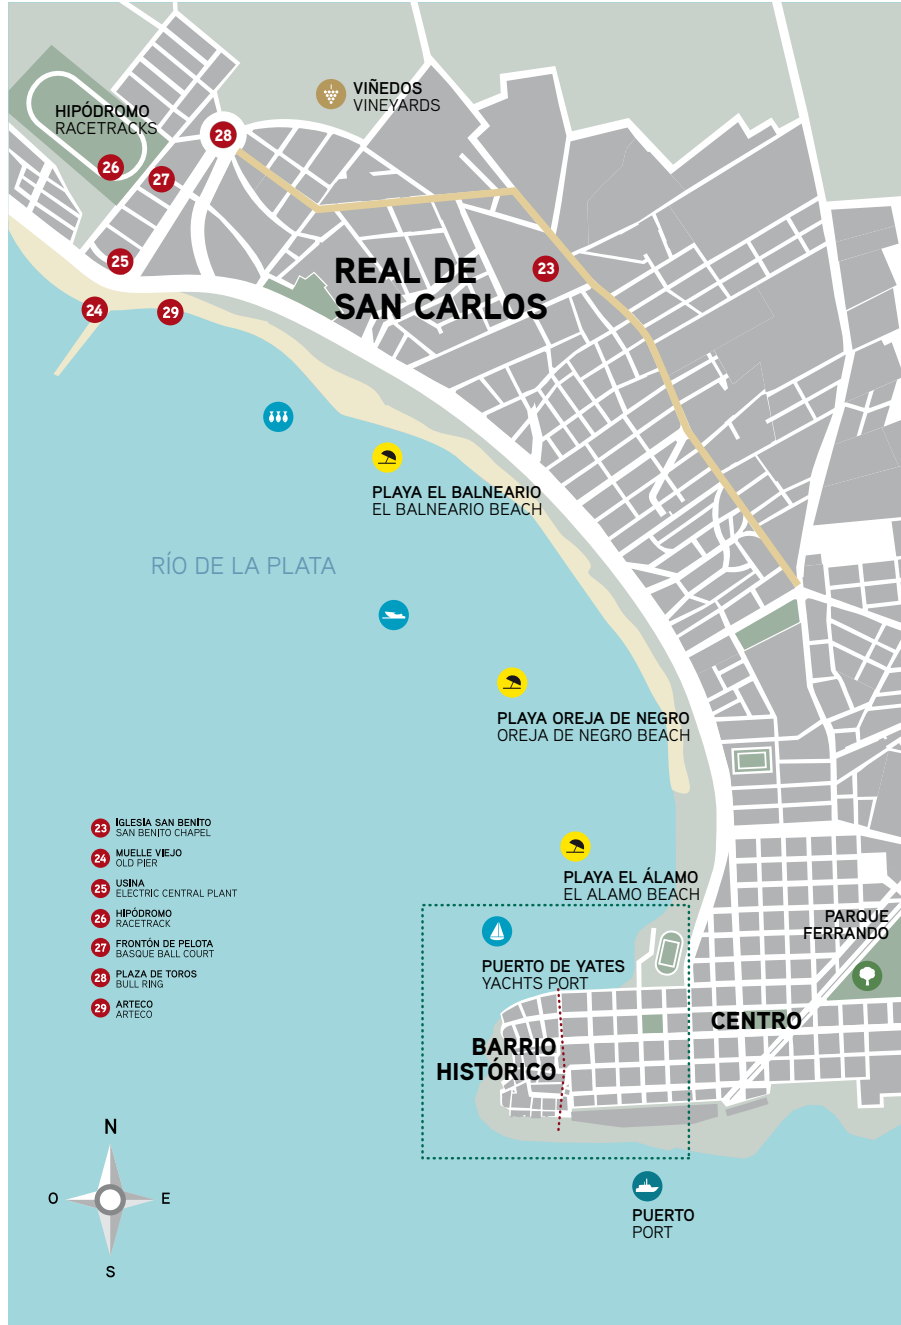 VIÑEDOS
VINEYARDS
HIPÓDROMO
RACETRACKS
28
26
27
25
REAL DE
SAN CARLOS
23
24
29
PLAYA EL BALNEARIO
EL BALNEARIO BEACH
RÍO DE LA PLATA
PLAYA OREJA DE NEGRO
OREJA DE NEGRO BEACH
23 IGLESIA SAN BENITO
SAN BENITO CHAPEL
24 MUELLE VIEJO
OLD PIER
25 USINA
ELECTRIC CENTRAL PLANT
26 HIPÓDROMO
RACETRACK
27 FRONTÓN DE PELOTA
BASQUE BALL COURT
28 PLAZA DE TOROS
BULL RING
29 ARTECO
ARTECO
PLAYA EL ÁLAMO
EL ALAMO BEACH
PARQUE
FERRANDO
PUERTO DE YATES
YACHTS PORT
CENTRO
BARRIO
HISTÓRICO
N
O E
S
PUERTO
PORT